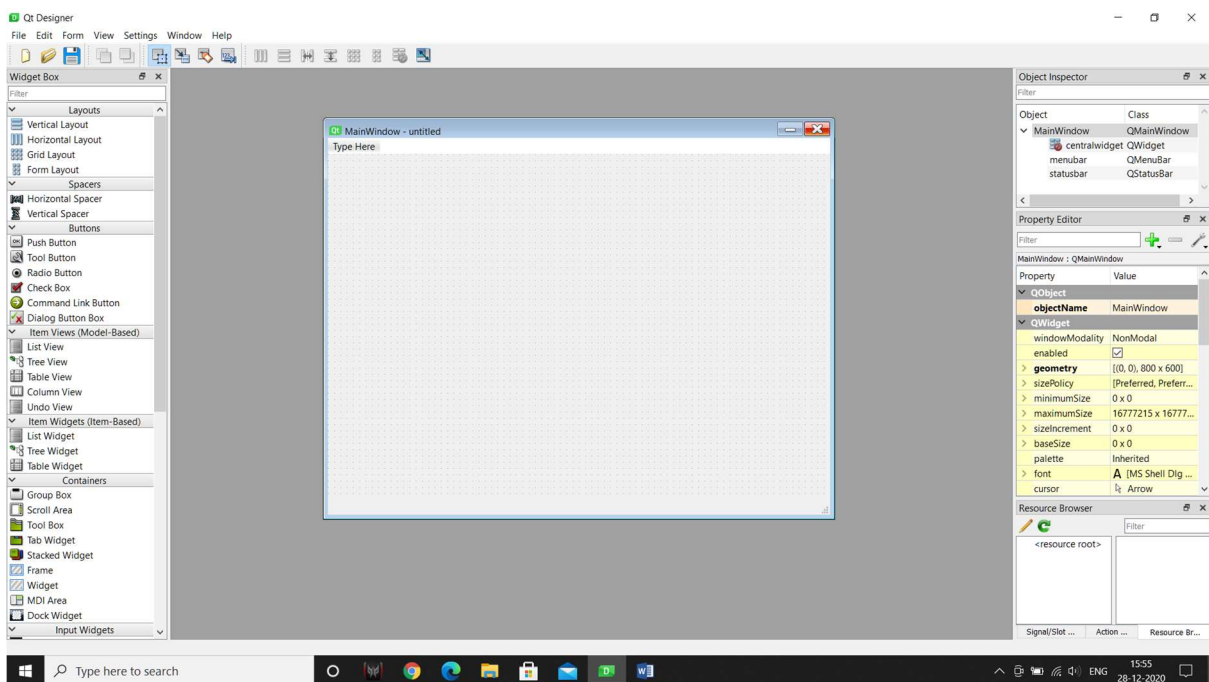 Qt Designer
File Edit Form View Settings Window Help
Widget Box
Filter
Layouts
Vertical Layout
Horizontal Layout
Grid Layout
Form Layout
Spacers
Horizontal Spacer
Vertical Spacer
Buttons
Push Button
Tool Button
Radio Button
Check Box
Command Link Button
Dialog Button Box
Item Views (Model-Based)
List View
Tree View
Table View
Column View
Undo View
Item Widgets (Item-Based)
List Widget
Tree Widget
Table Widget
Containers
Group Box
Scroll Area
Tool Box
Tab Widget
Stacked Widget
Frame
Widget
MDI Area
Dock Widget
Input Widgets
MainWindow - untitled
Type Here
Object Inspector
Filter
Object Class
MainWindow QMainWindow
centralwidget QWidget
menubar QMenuBar
statusbar QStatusBar
Property Editor
Filter
MainWindow : QMainWindow
Property Value
QObject
objectName MainWindow
QWidget
windowModality NonModal
enabled
geometry [(0, 0), 800 x 600]
sizePolicy [Preferred, Preferr...
minimumSize 0 x 0
maximumSize 16777215 x 16777...
sizeIncrement 0 x 0
baseSize 0 x 0
palette Inherited
font A [MS Shell Dlg ...
cursor Arrow
Resource Browser
Filter
<resource root>
Signal/Slot ... Action ... Resource Br...
Type here to search
ENG
15:55
28-12-2020